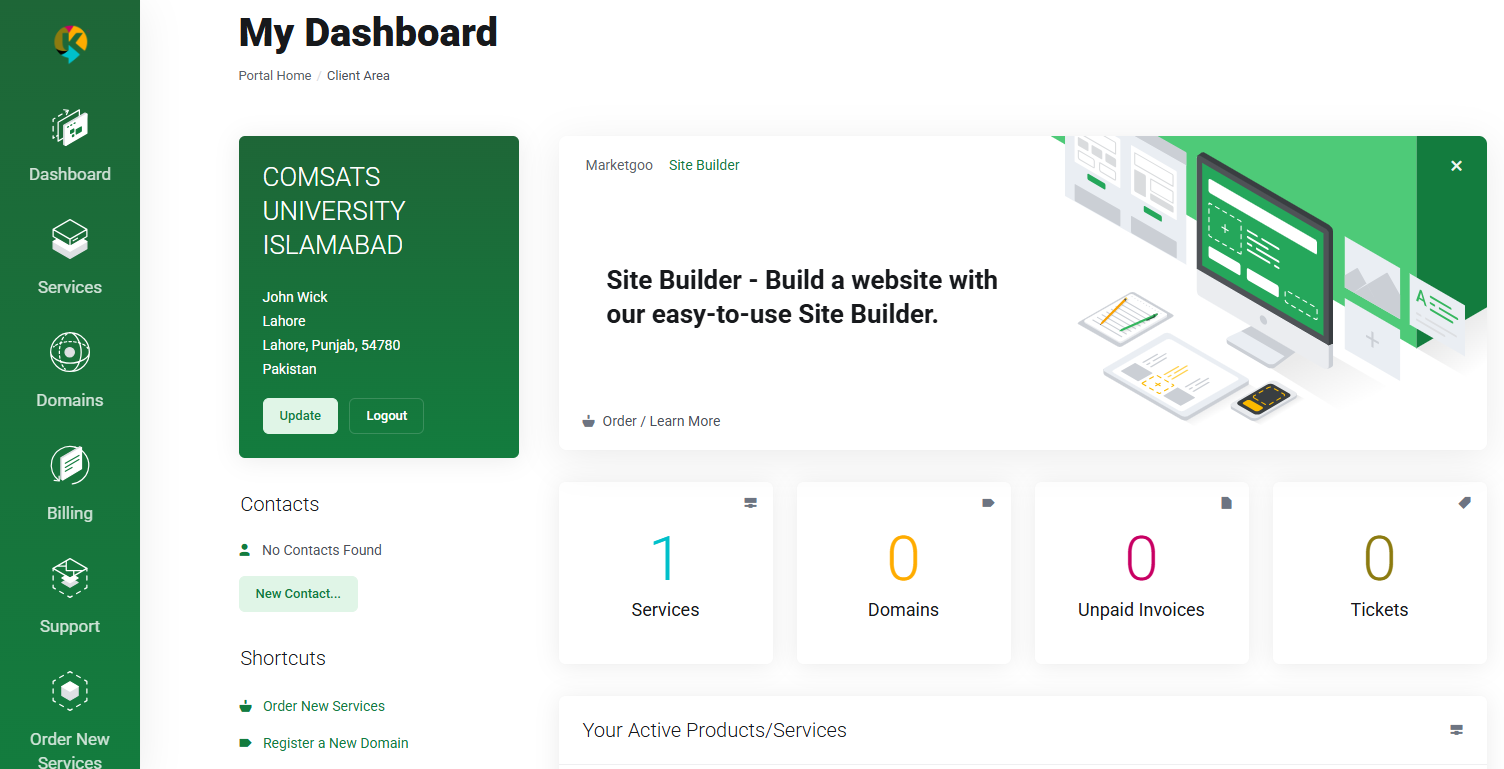 My Dashboard
Portal Home / Client Area
Dashboard
Services
Domains
Billing
Support
Order New
Services
COMSATS
UNIVERSITY
ISLAMABAD
John Wick
Lahore
Lahore, Punjab, 54780
Pakistan
Update
Logout
Contacts
No Contacts Found
New Contact...
Shortcuts
Order New Services
Register a New Domain
Marketgoo
Site Builder
Site Builder - Build a website with
our easy-to-use Site Builder.
Order / Learn More
A
1
Services
0
Domains
0
Unpaid Invoices
0
Tickets
Your Active Products/Services